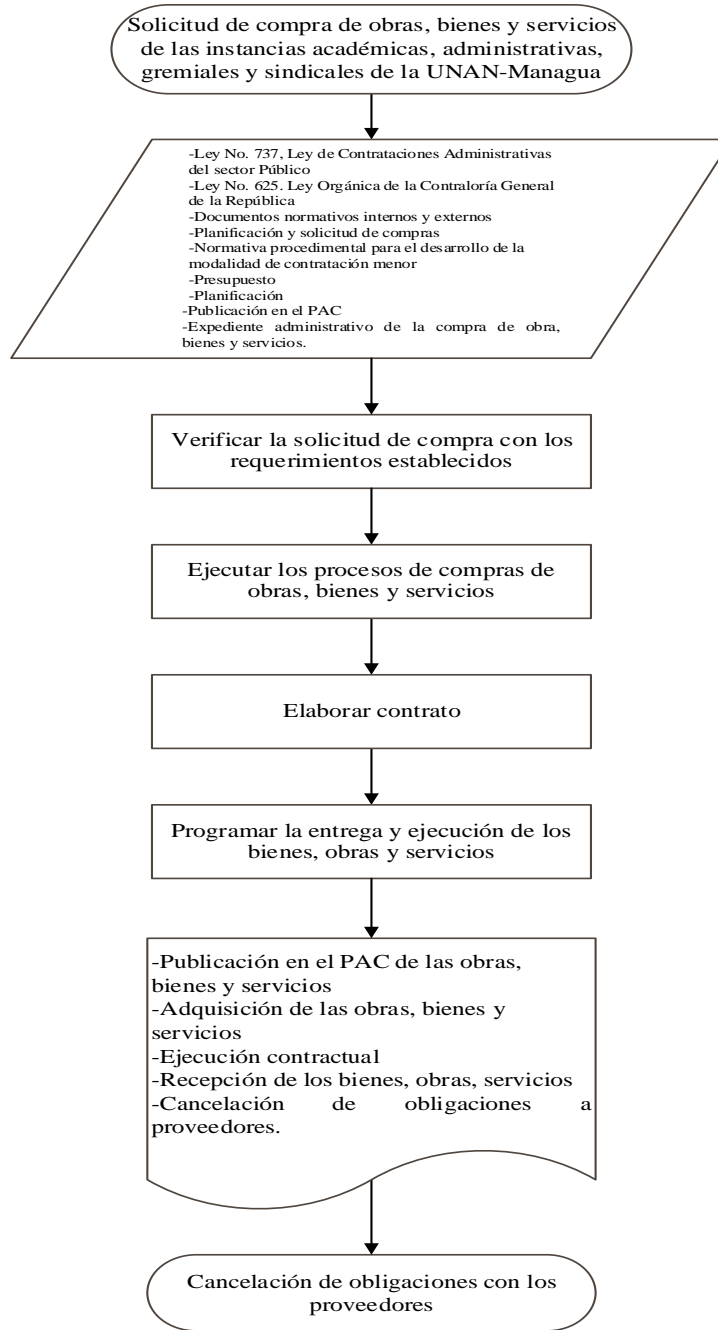 Solicitud de compra de obras, bienes y servicios
de las instancias académicas, administrativas,
gremiales y sindicales de la UNAN-Managua
-Ley No. 737, Ley de Contrataciones Administrativas
del sector Público
-Ley No. 625. Ley Orgánica de la Contraloría General
de la República
-Documentos normativos internos y externos
-Planificación y solicitud de compras
-Normativa procedimental para el desarrollo de la
modalidad de contratación menor
-Presupuesto
-Planificación
-Publicación en el PAC
-Expediente administrativo de la compra de obra,
bienes y servicios.
Verificar la solicitud de compra con los
requerimientos establecidos
Ejecutar los procesos de compras de
obras, bienes y servicios
Elaborar contrato
Programar la entrega y ejecución de los
bienes, obras y servicios
-Publicación en el PAC de las obras,
bienes y servicios
-Adquisición de las obras, bienes y
servicios
-Ejecución contractual
-Recepción de los bienes, obras, servicios
-Cancelación de obligaciones a
proveedores.
Cancelación de obligaciones con los
proveedores